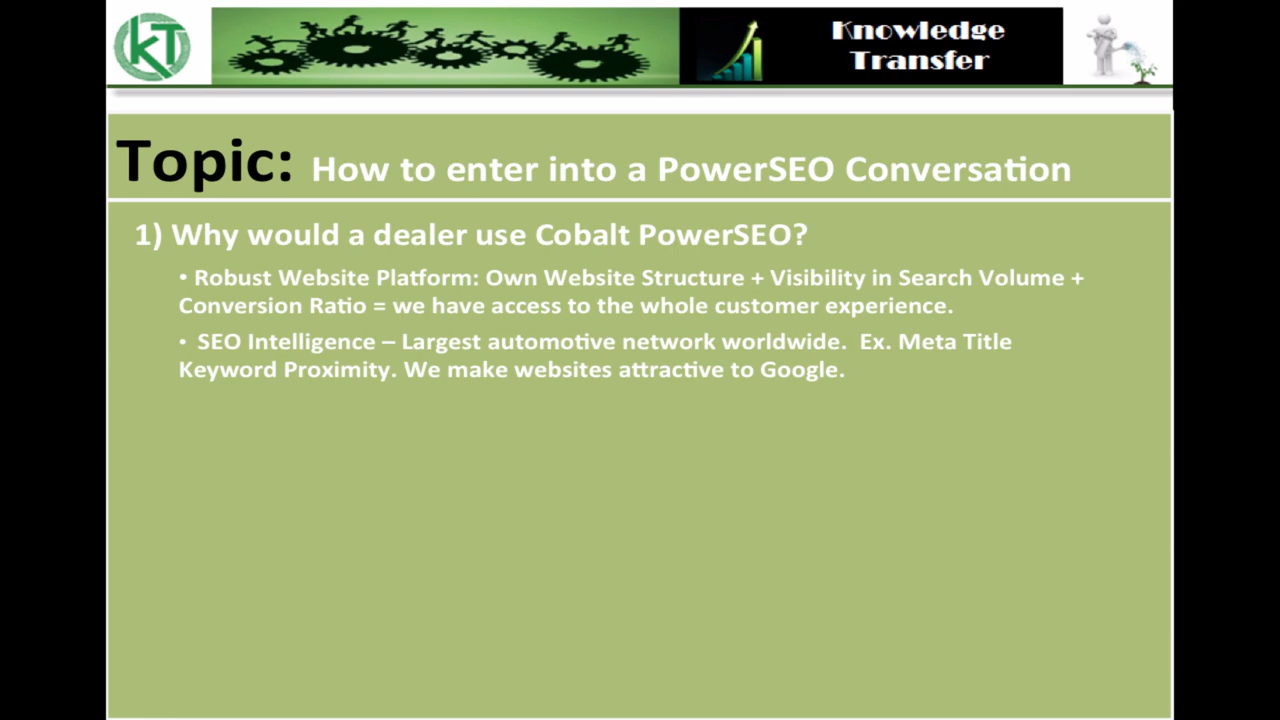 KT
Knowledge
Transfer
Topic: How to enter into a PowerSEO Conversation
1) Why would a dealer use Cobalt PowerSEO?
• Robust Website Platform: Own Website Structure + Visibility in Search Volume +
Conversion Ratio = we have access to the whole customer experience.
• SEO Intelligence – Largest automotive network worldwide. Ex. Meta Title
Keyword Proximity. We make websites attractive to Google.